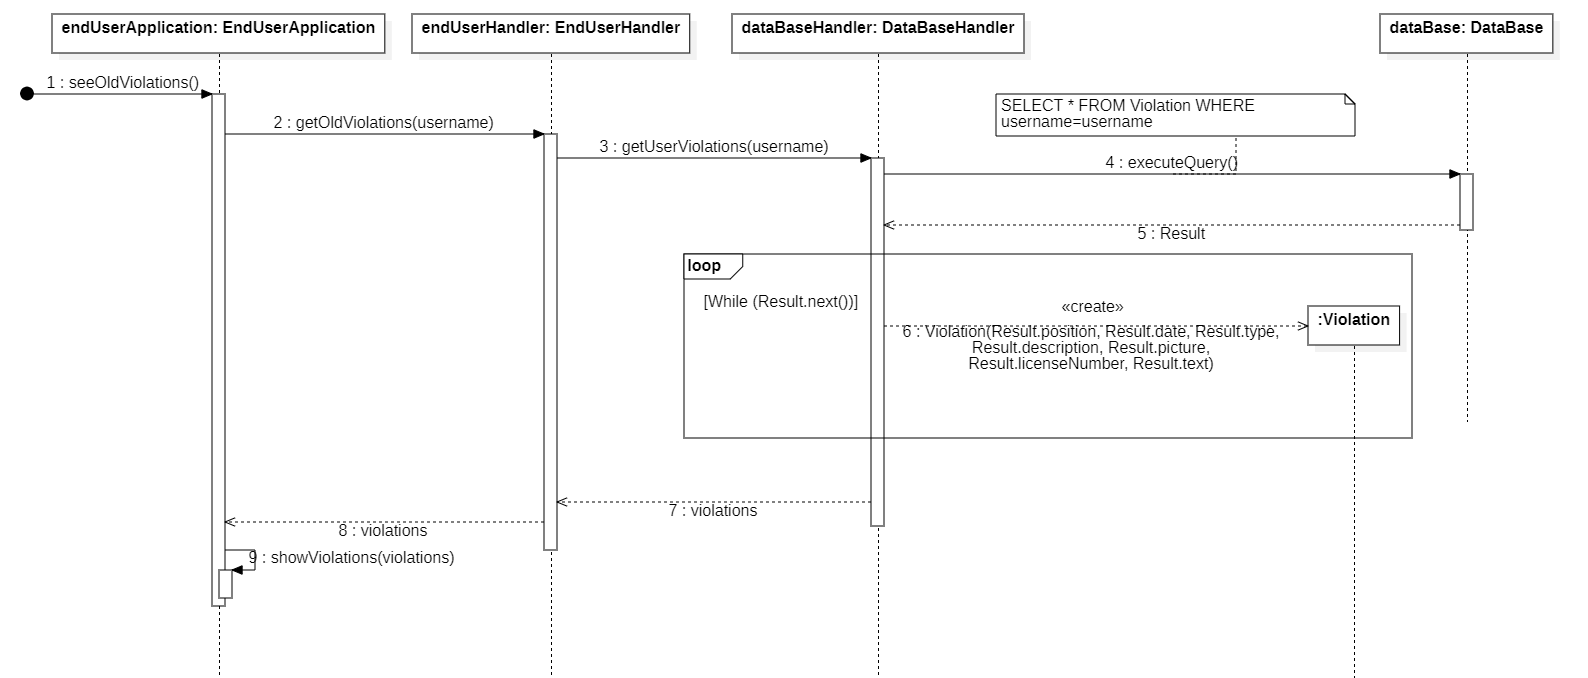 endUserApplication: EndUserApplication
endUserHandler: EndUserHandler
dataBaseHandler: DataBaseHandler
dataBase: DataBase
1 : seeOldViolations()
2 : getOldViolations(username)
3 : getUserViolations(username)
SELECT * FROM Violation WHERE
username=username
4 : executeQuery()
5 : Result
loop
[While (Result.next())]
«create»
6 : Violation(Result.position, Result.date, Result.type,
Result.description, Result.picture,
Result.licenseNumber, Result.text)
:Violation
7 : violations
8 : violations
9 : showViolations(violations)